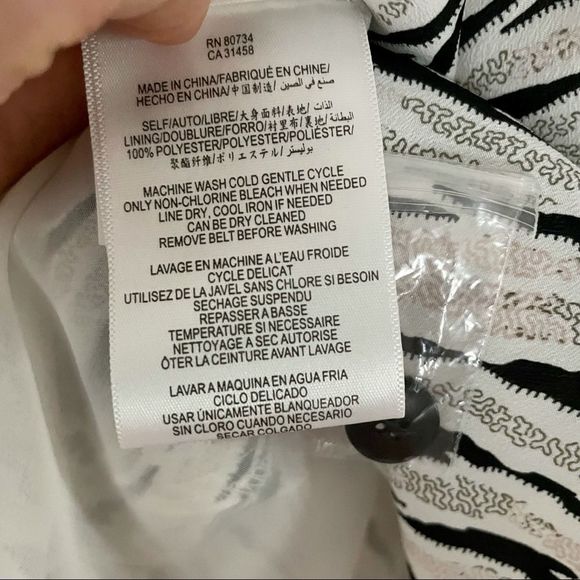 RN 80734
CA 31458
MADE IN CHINA/FABRIQUÉ EN CHINE/
HECHO EN CHINA/中国制造/ صنع في الصين
SELF/AUTO/LIBRE/大身面料/表地/ الذات
LINING/DOUBLURE/FORRO/衬里布/裏地/ البطانة
100% POLYESTER/POLYESTER/POLIÉSTER/
聚酯纤维/ポリエステル/ بوليستر
MACHINE WASH COLD GENTLE CYCLE
ONLY NON-CHLORINE BLEACH WHEN NEEDED
LINE DRY, COOL IRON IF NEEDED
CAN BE DRY CLEANED
REMOVE BELT BEFORE WASHING
LAVAGE EN MACHINE A L'EAU FROIDE
CYCLE DELICAT
UTILISEZ DE LA JAVEL SANS CHLORE SI BESOIN
SECHAGE SUSPENDU
REPASSER A BASSE
TEMPERATURE SI NECESSAIRE
NETTOYAGE A SEC AUTORISE
ÔTER LA CEINTURE AVANT LAVAGE
LAVAR A MAQUINA EN AGUA FRIA
CICLO DELICADO
USAR ÚNICAMENTE BLANQUEADOR
SIN CLORO CUANDO NECESARIO
SECAR COLGADO